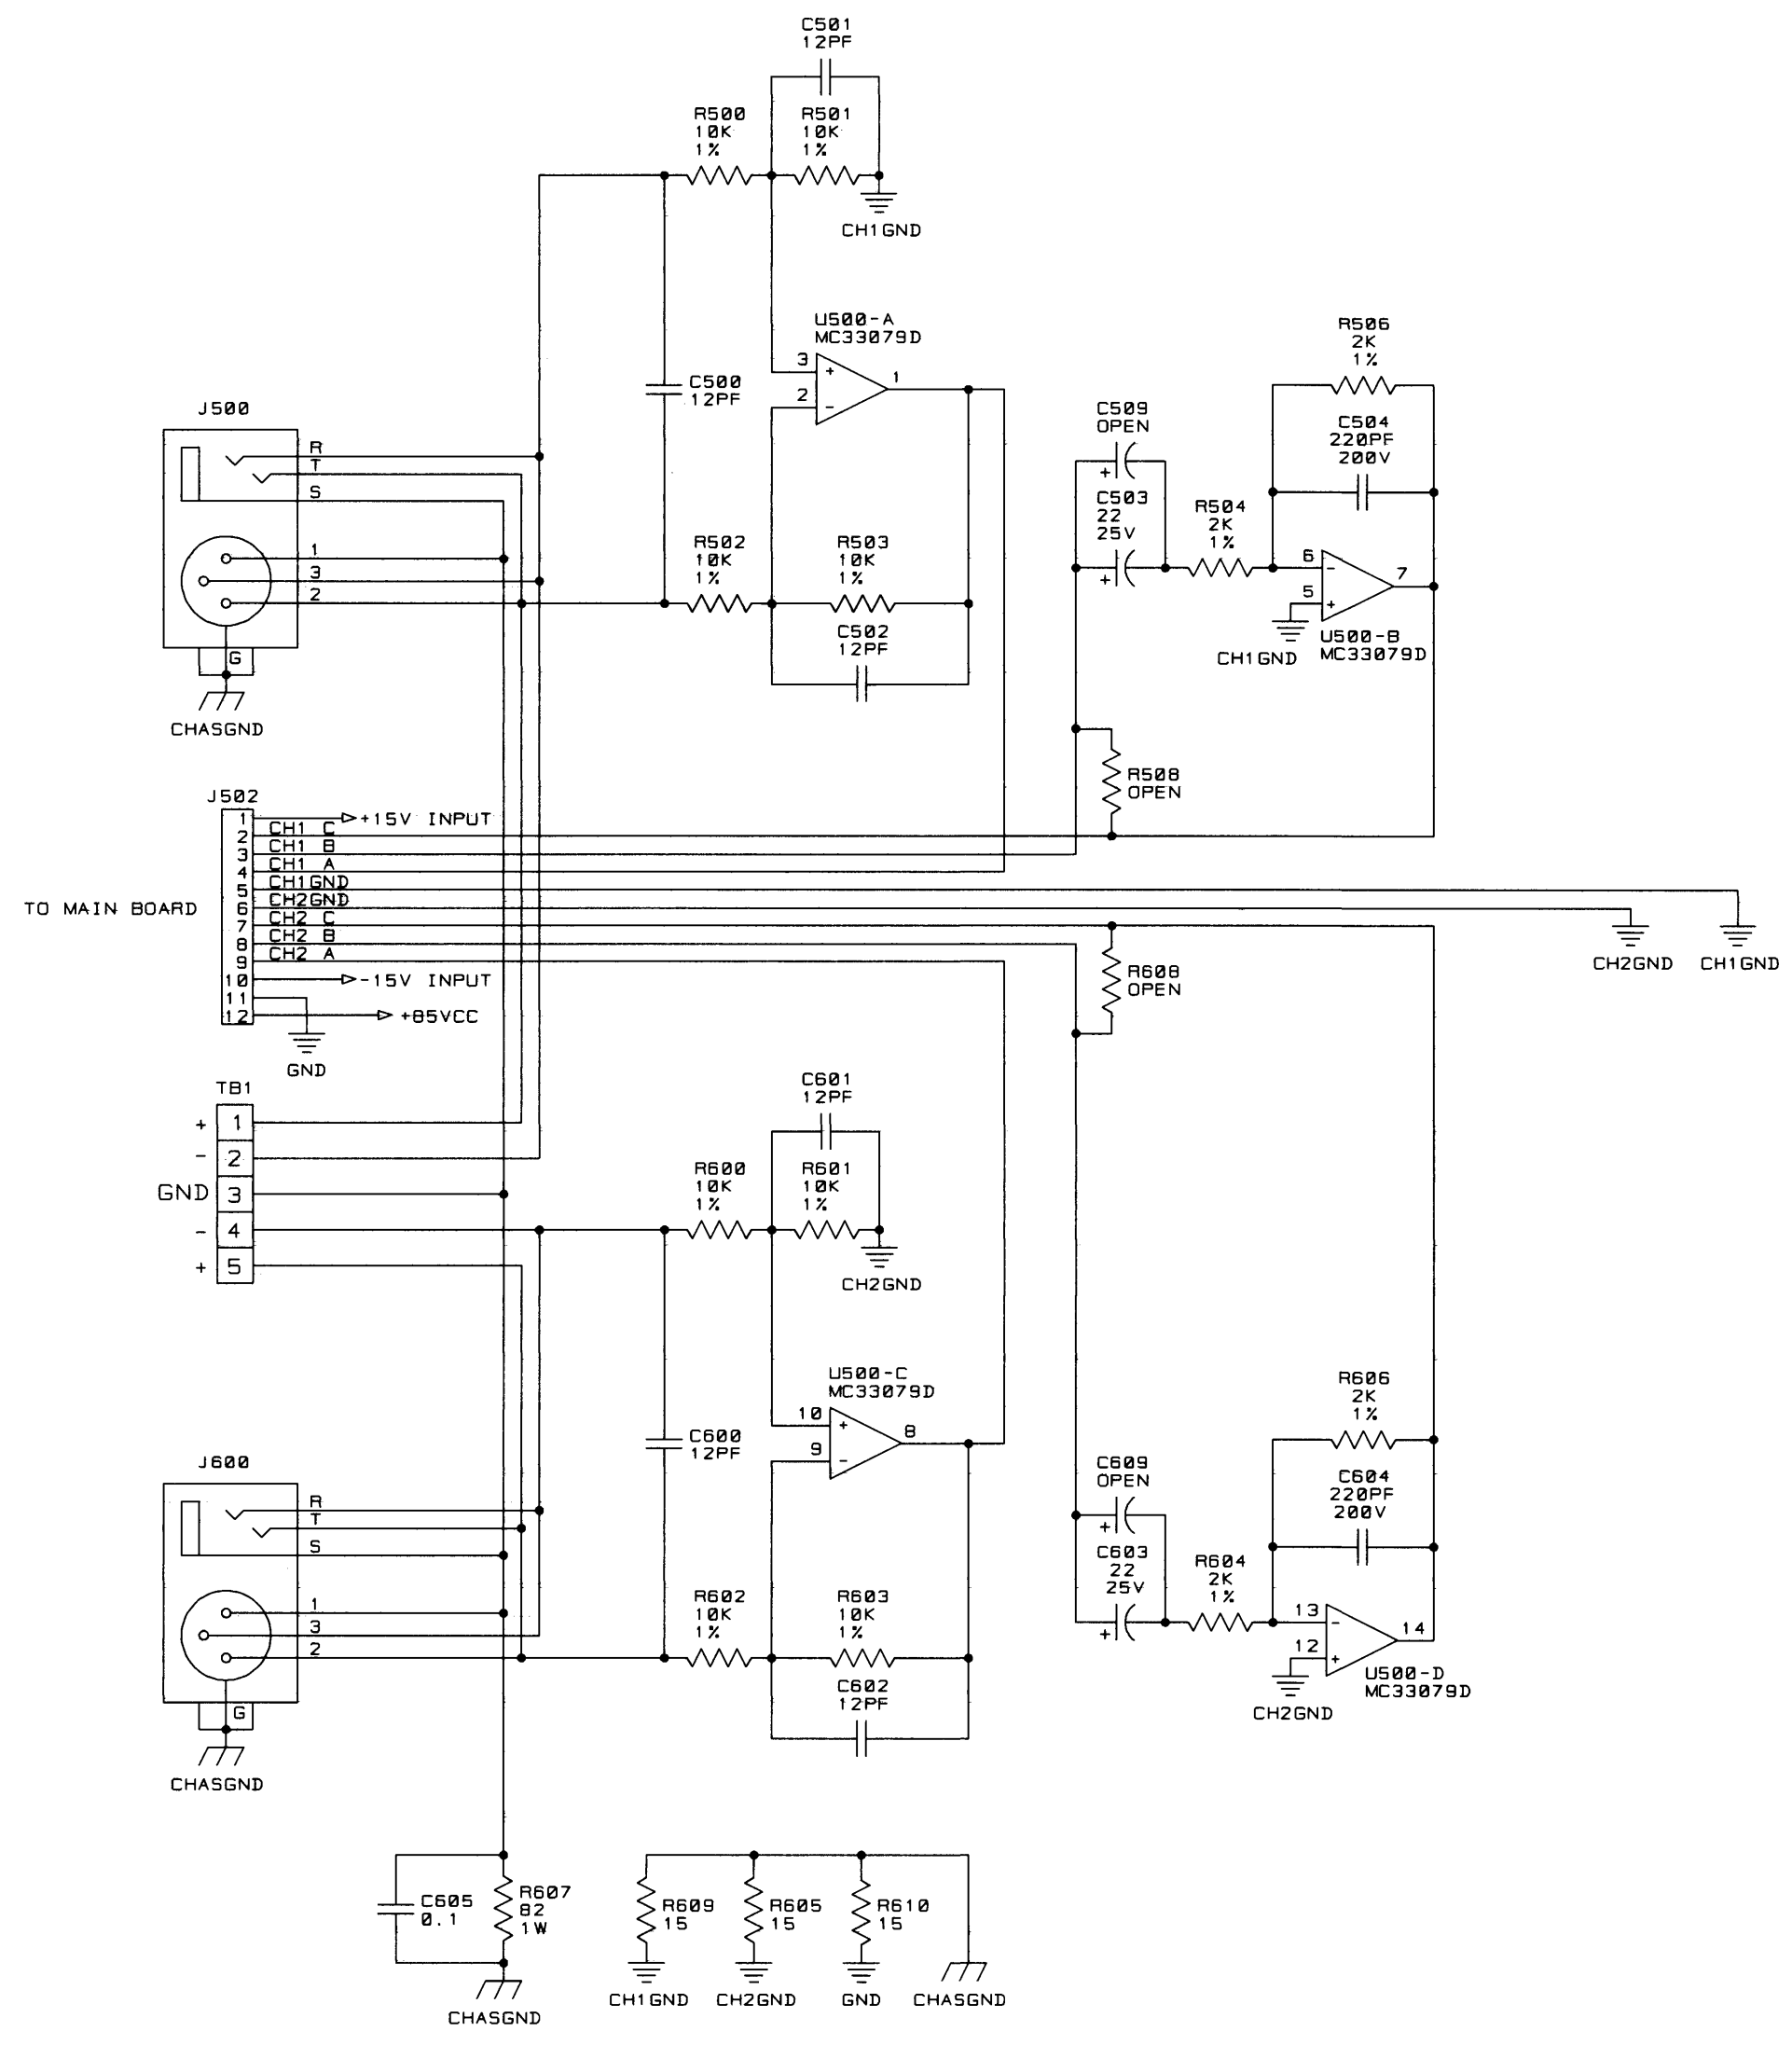 C501
12PF
R500
10K
1%
R501
10K
1%
CH1GND
U500-A
MC33079D
3
+
2
-
1
C500
12PF
R506
2K
1%
C504
220PF
200V
C509
OPEN
+
C503
22
25V
+
R504
2K
1%
6
-
5
+
7
U500-B
MC33079D
CH1GND
J500
R
T
S
1
3
2
G
CHASGND
R502
10K
1%
R503
10K
1%
C502
12PF
R508
OPEN
J502
1 +15V INPUT
2 CH1 C
3 CH1 B
4 CH1 A
5 CH1GND
6 CH2GND
7 CH2 C
8 CH2 B
9 CH2 A
10 -15V INPUT
11
12 +85VCC
GND
TO MAIN BOARD
CH2GND
CH1GND
R608
OPEN
TB1
+ 1
- 2
GND 3
- 4
+ 5
C601
12PF
R600
10K
1%
R601
10K
1%
CH2GND
U500-C
MC33079D
10
+
9
-
8
C600
12PF
R606
2K
1%
C604
220PF
200V
C609
OPEN
+
C603
22
25V
+
R604
2K
1%
13
-
12
+
14
U500-D
MC33079D
CH2GND
J600
R
T
S
1
3
2
G
CHASGND
R602
10K
1%
R603
10K
1%
C602
12PF
C605
0.1
R607
82
1W
CHASGND
R609
15
R605
15
R610
15
CH1GND
CH2GND
GND
CHASGND